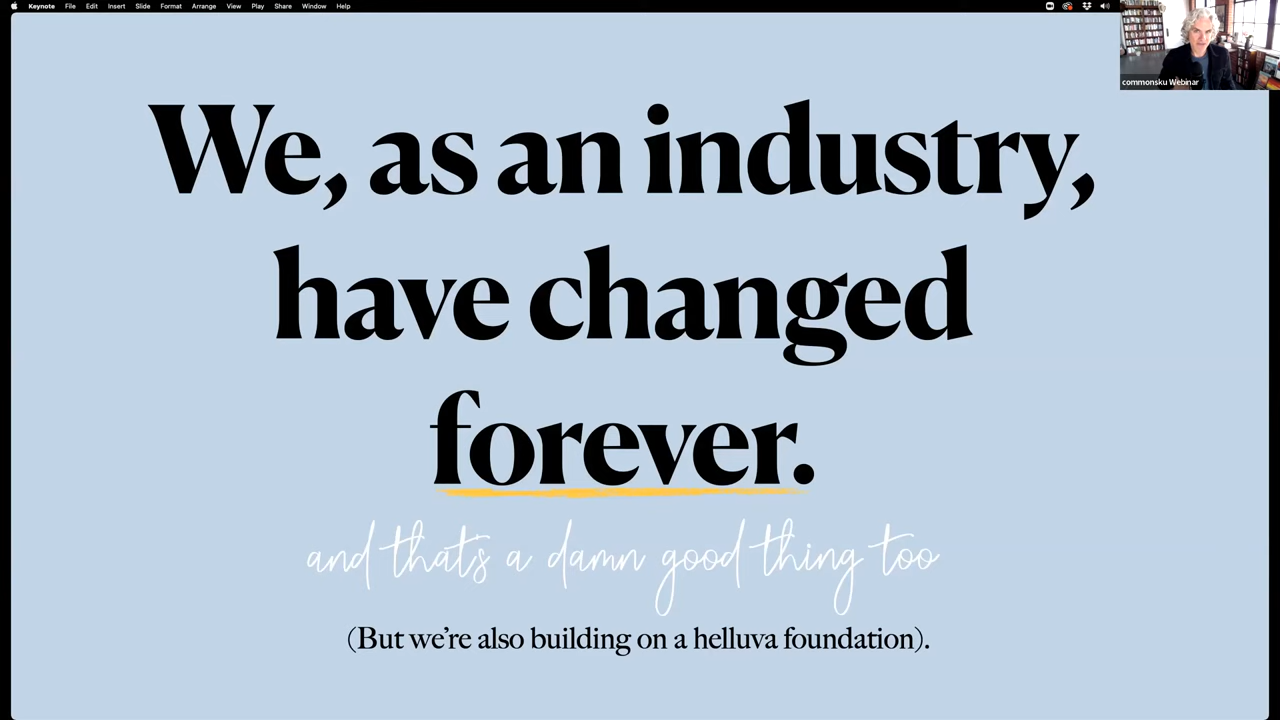 Keynote File Edit Insert Slide Format Arrange View Play Share Window Help
commonsku Webinar
We, as an industry,
have changed
forever.
and that's a damn good thing too
(But we're also building on a helluva foundation).